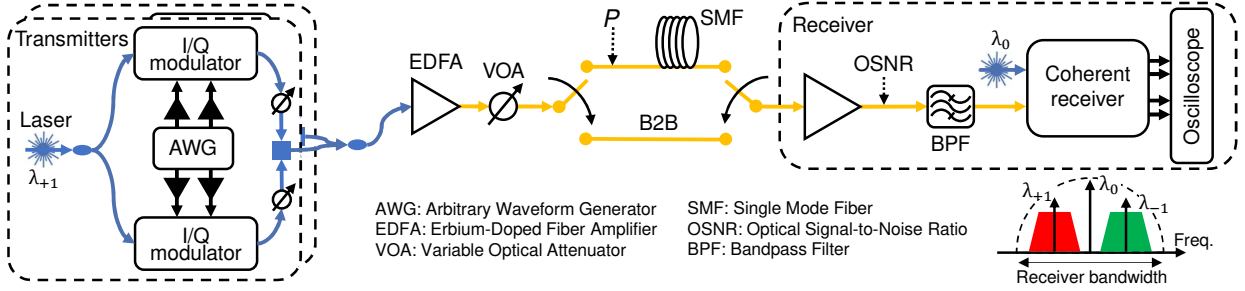 Transmitters
I/Q
modulator
Laser
λ+1
AWG
I/Q
modulator
EDFA
VOA
P
SMF
B2B
Receiver
OSNR
BPF
λ0
Coherent
receiver
Oscilloscope
AWG: Arbitrary Waveform Generator
EDFA: Erbium-Doped Fiber Amplifier
VOA: Variable Optical Attenuator
SMF: Single Mode Fiber
OSNR: Optical Signal-to-Noise Ratio
BPF: Bandpass Filter
λ+1
λ0
λ−1
Freq.
Receiver bandwidth